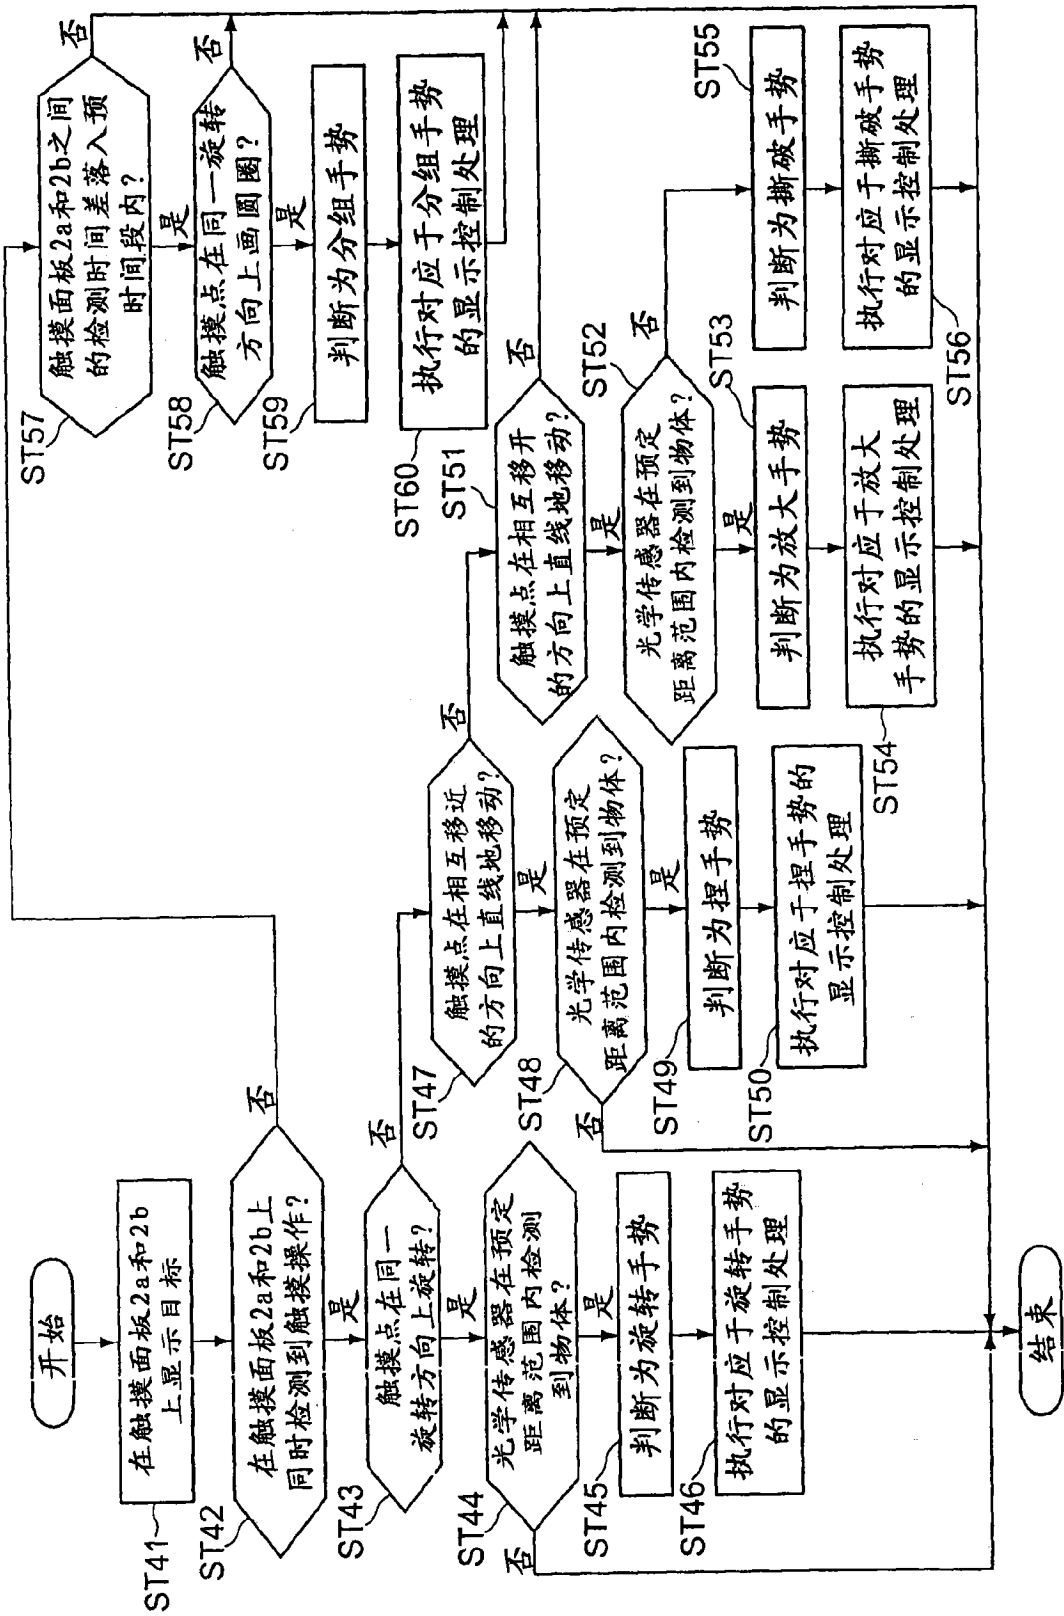 开始
在触摸面板2a和2b
上显示目标
ST41
在触摸面板2a和2b上
同时检测到触摸操作?
ST42
否
是
触摸点在同一
旋转方向上旋转?
ST43
否
是
光学传感器在预定
距离范围内检测
到物体?
ST44
否
是
判断为旋转手势
ST45
执行对应于旋转手势
的显示控制处理
ST46
触摸点在相互移近
的方向上直线地移动?
ST47
否
是
光学传感器在预定
距离范围内检测到物体?
ST48
否
是
判断为捏手势
ST49
执行对应于捏手势的
显示控制处理
ST50
触摸点在相互移开
的方向上直线地移动?
ST51
否
是
光学传感器在预定
距离范围内检测到物体?
ST52
否
是
判断为放大手势
ST53
执行对应于放大
手势的显示控制处理
ST54
判断为撕破手势
ST55
执行对应于撕破手势
的显示控制处理
ST56
触摸面板2a和2b之间
的检测时间差落入预
时间段内?
ST57
否
是
触摸点在同一旋转
方向上画圆圈?
ST58
否
是
判断为分组手势
ST59
执行对应于分组手势
的显示控制处理
ST60
结束